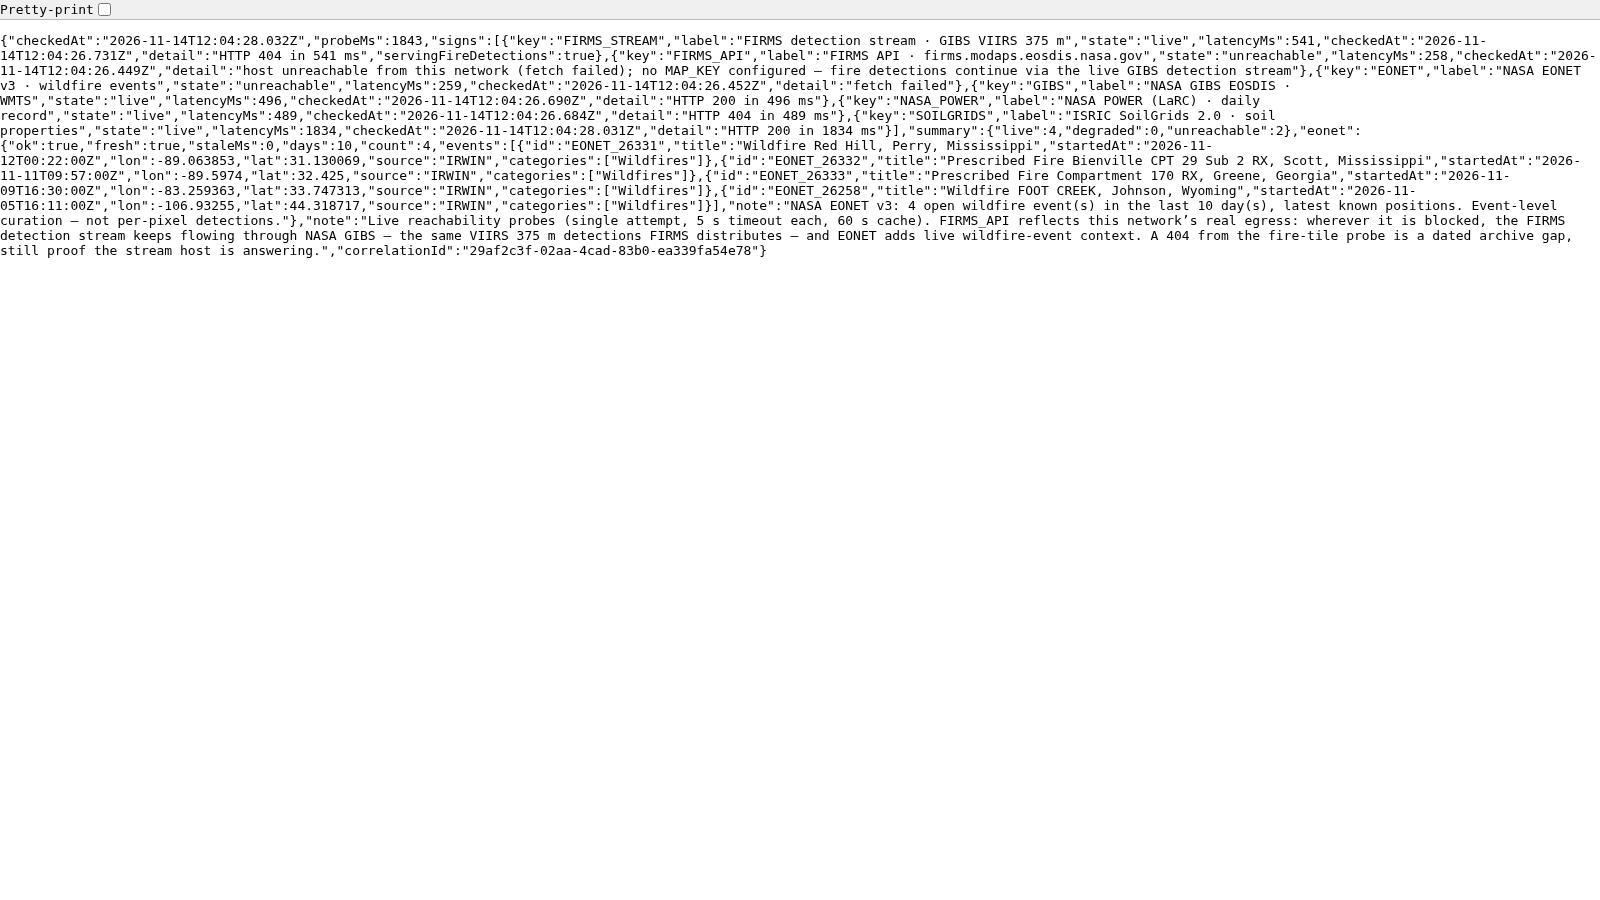 Pretty-print
{"checkedAt":"2026-11-14T12:04:28.032Z","probeMs":1843,"signs":[{"key":"FIRMS_STREAM","label":"FIRMS detection stream · GIBS VIIRS 375 m","state":"live","latencyMs":541,"checkedAt":"2026-11-
14T12:04:26.731Z","detail":"HTTP 404 in 541 ms","servingFireDetections":true},{"key":"FIRMS_API","label":"FIRMS API · firms.modaps.eosdis.nasa.gov","state":"unreachable","latencyMs":258,"checkedAt":"2026-
11-14T12:04:26.449Z","detail":"host unreachable from this network (fetch failed); no MAP_KEY configured — fire detections continue via the live GIBS detection stream"},{"key":"EONET","label":"NASA EONET
v3 · wildfire events","state":"unreachable","latencyMs":259,"checkedAt":"2026-11-14T12:04:26.452Z","detail":"fetch failed"},{"key":"GIBS","label":"NASA GIBS EOSDIS ·
WMTS","state":"live","latencyMs":496,"checkedAt":"2026-11-14T12:04:26.690Z","detail":"HTTP 200 in 496 ms"},{"key":"NASA_POWER","label":"NASA POWER (LaRC) · daily
record","state":"live","latencyMs":489,"checkedAt":"2026-11-14T12:04:26.684Z","detail":"HTTP 404 in 489 ms"},{"key":"SOILGRIDS","label":"ISRIC SoilGrids 2.0 · soil
properties","state":"live","latencyMs":1834,"checkedAt":"2026-11-14T12:04:28.031Z","detail":"HTTP 200 in 1834 ms"}],"summary":{"live":4,"degraded":0,"unreachable":2},"eonet":
{"ok":true,"fresh":true,"staleMs":0,"days":10,"count":4,"events":[{"id":"EONET_26331","title":"Wildfire Red Hill, Perry, Mississippi","startedAt":"2026-11-
12T00:22:00Z","lon":-89.063853,"lat":31.130069,"source":"IRWIN","categories":["Wildfires"]},{"id":"EONET_26332","title":"Prescribed Fire Bienville CPT 29 Sub 2 RX, Scott, Mississippi","startedAt":"2026-
11-11T09:57:00Z","lon":-89.5974,"lat":32.425,"source":"IRWIN","categories":["Wildfires"]},{"id":"EONET_26333","title":"Prescribed Fire Compartment 170 RX, Greene, Georgia","startedAt":"2026-11-
09T16:30:00Z","lon":-83.259363,"lat":33.747313,"source":"IRWIN","categories":["Wildfires"]},{"id":"EONET_26258","title":"Wildfire FOOT CREEK, Johnson, Wyoming","startedAt":"2026-11-
05T16:11:00Z","lon":-106.93255,"lat":44.318717,"source":"IRWIN","categories":["Wildfires"]}],"note":"NASA EONET v3: 4 open wildfire event(s) in the last 10 day(s), latest known positions. Event-level
curation — not per-pixel detections."},"note":"Live reachability probes (single attempt, 5 s timeout each, 60 s cache). FIRMS_API reflects this network’s real egress: wherever it is blocked, the FIRMS
detection stream keeps flowing through NASA GIBS — the same VIIRS 375 m detections FIRMS distributes — and EONET adds live wildfire-event context. A 404 from the fire-tile probe is a dated archive gap,
still proof the stream host is answering.","correlationId":"29af2c3f-02aa-4cad-83b0-ea339fa54e78"}